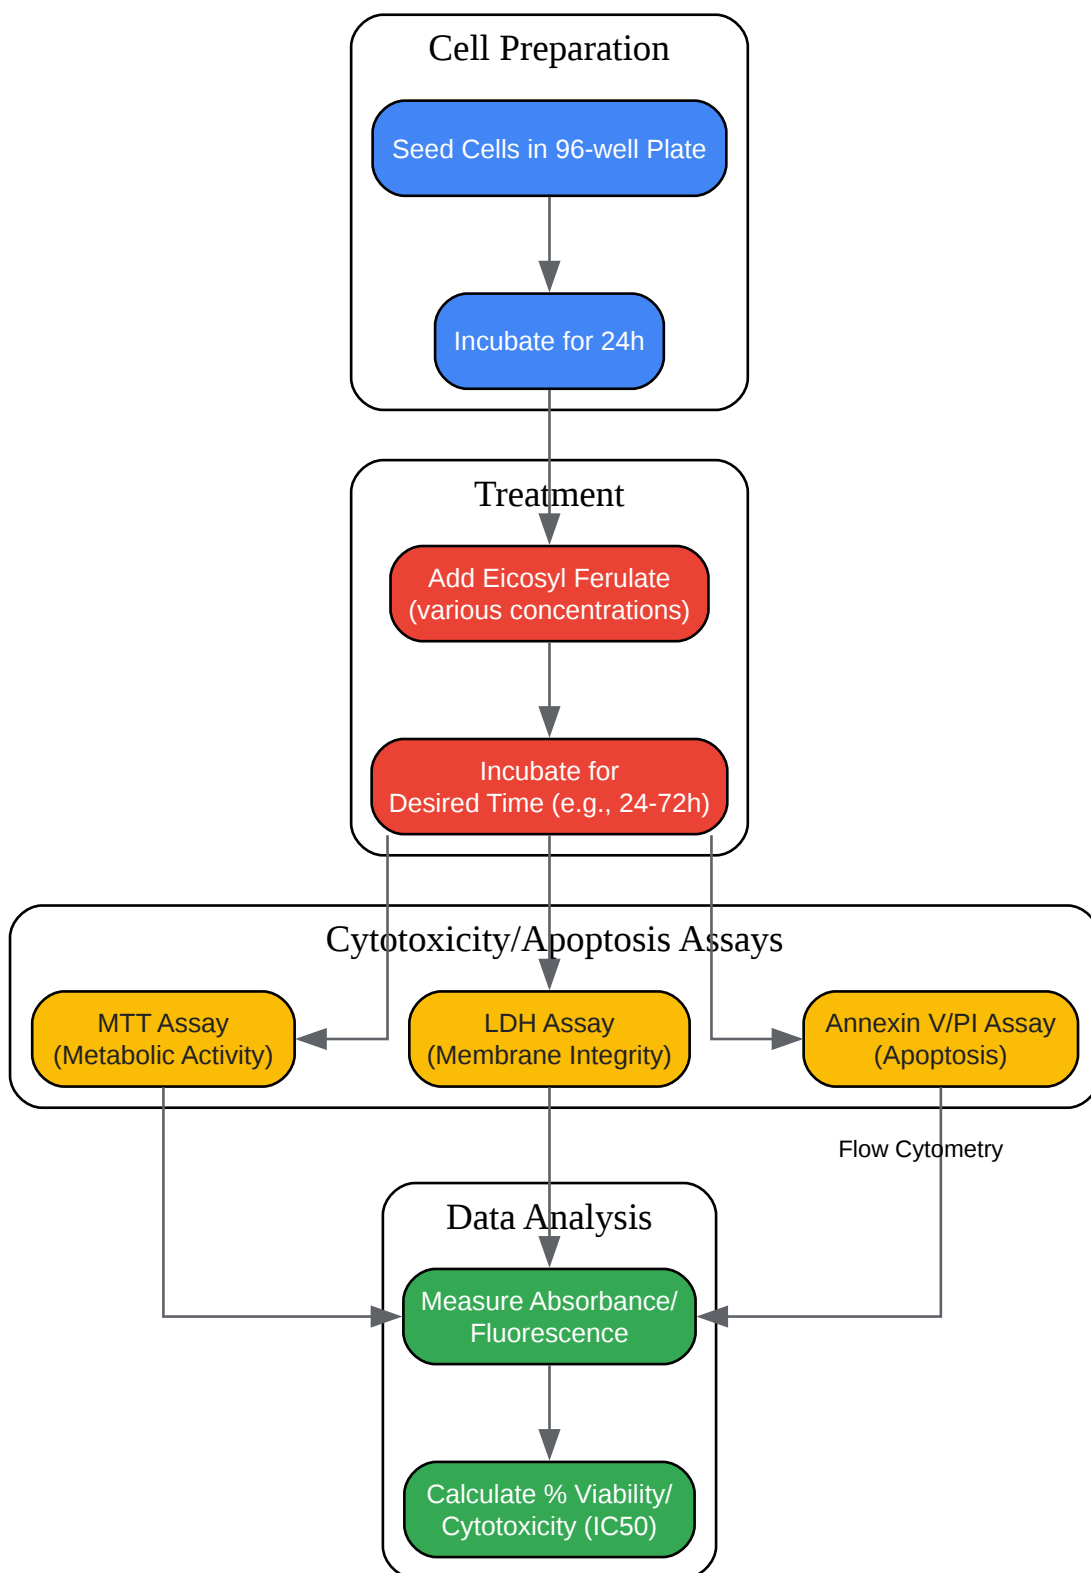 Cell Preparation
Seed Cells in 96-well Plate
Incubate for 24h
Treatment
Add Eicosyl Ferulate
(various concentrations)
Incubate for
Desired Time (e.g., 24-72h)
Cytotoxicity/Apoptosis Assays
MTT Assay
(Metabolic Activity)
LDH Assay
(Membrane Integrity)
Annexin V/PI Assay
(Apoptosis)
Flow Cytometry
Data Analysis
Measure Absorbance/
Fluorescence
Calculate % Viability/
Cytotoxicity (IC50)